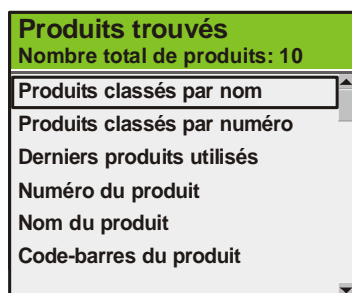 Produits trouvés
Nombre total de produits: 10
Produits classés par nom
Produits classés par numéro
Derniers produits utilisés
Numéro du produit
Nom du produit
Code-barres du produit